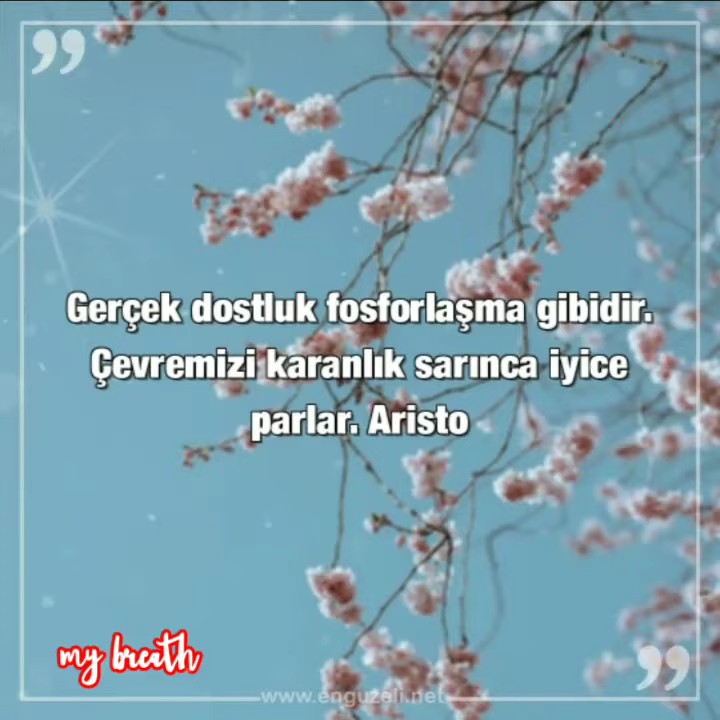 Gerçek dostluk fosforlaşma gibidir.
Çevremizi karanlık sarınca iyice
parlar. Aristo
my breath
www.enguzeli.net